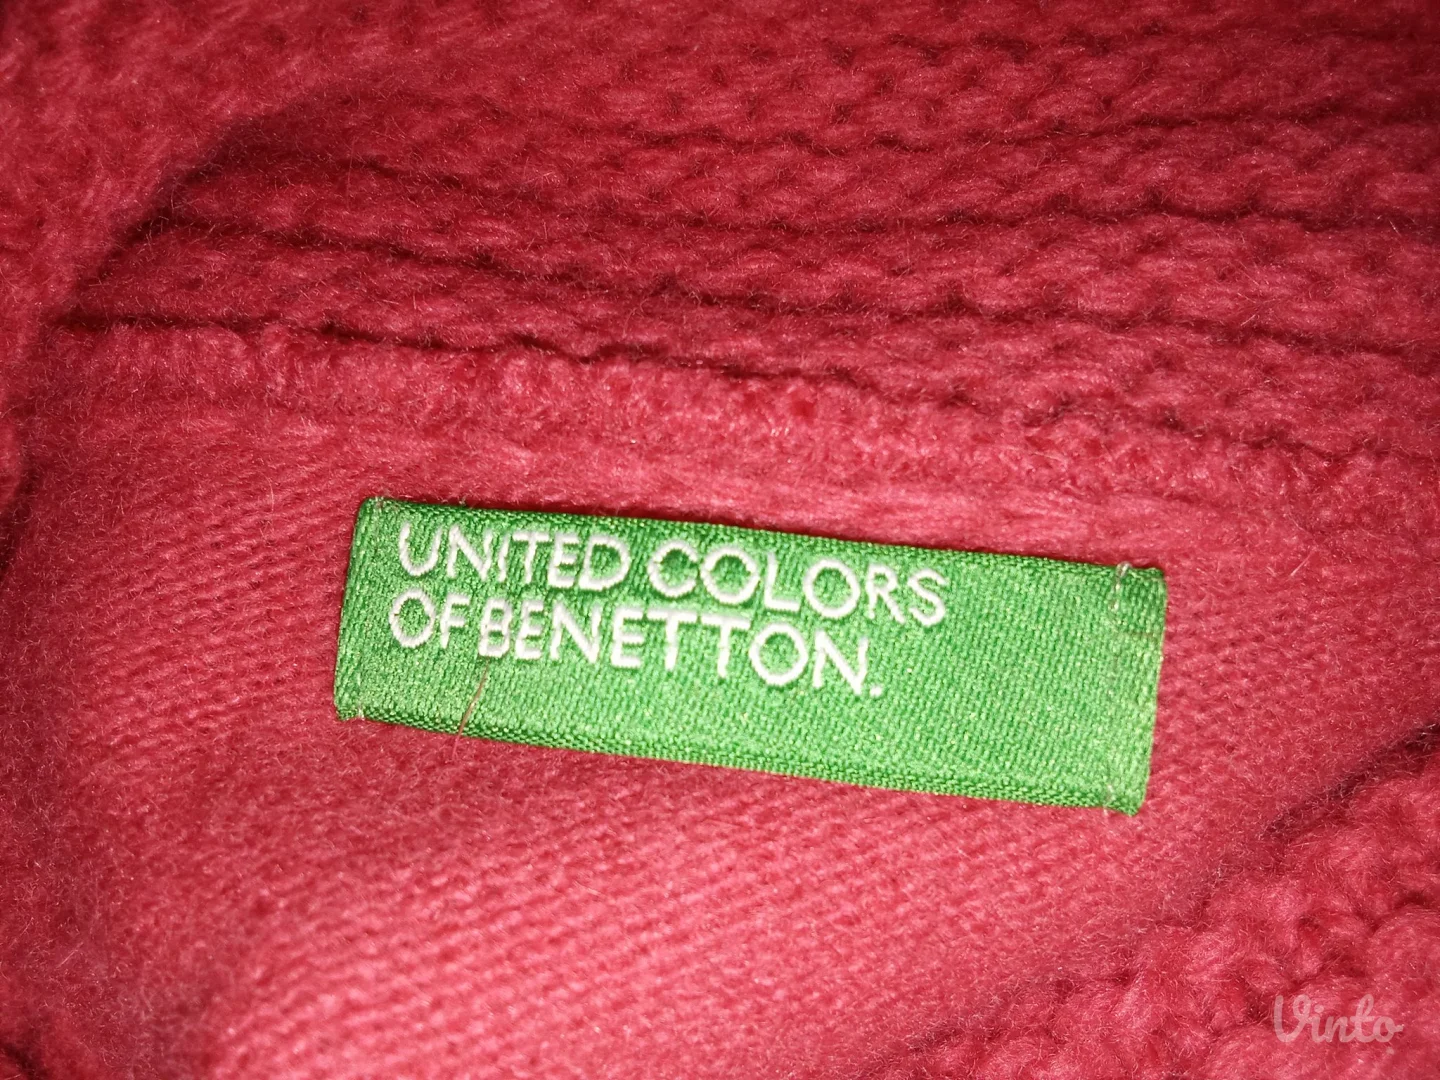 UNITED COLORS
OF BENETTON.
Vinto